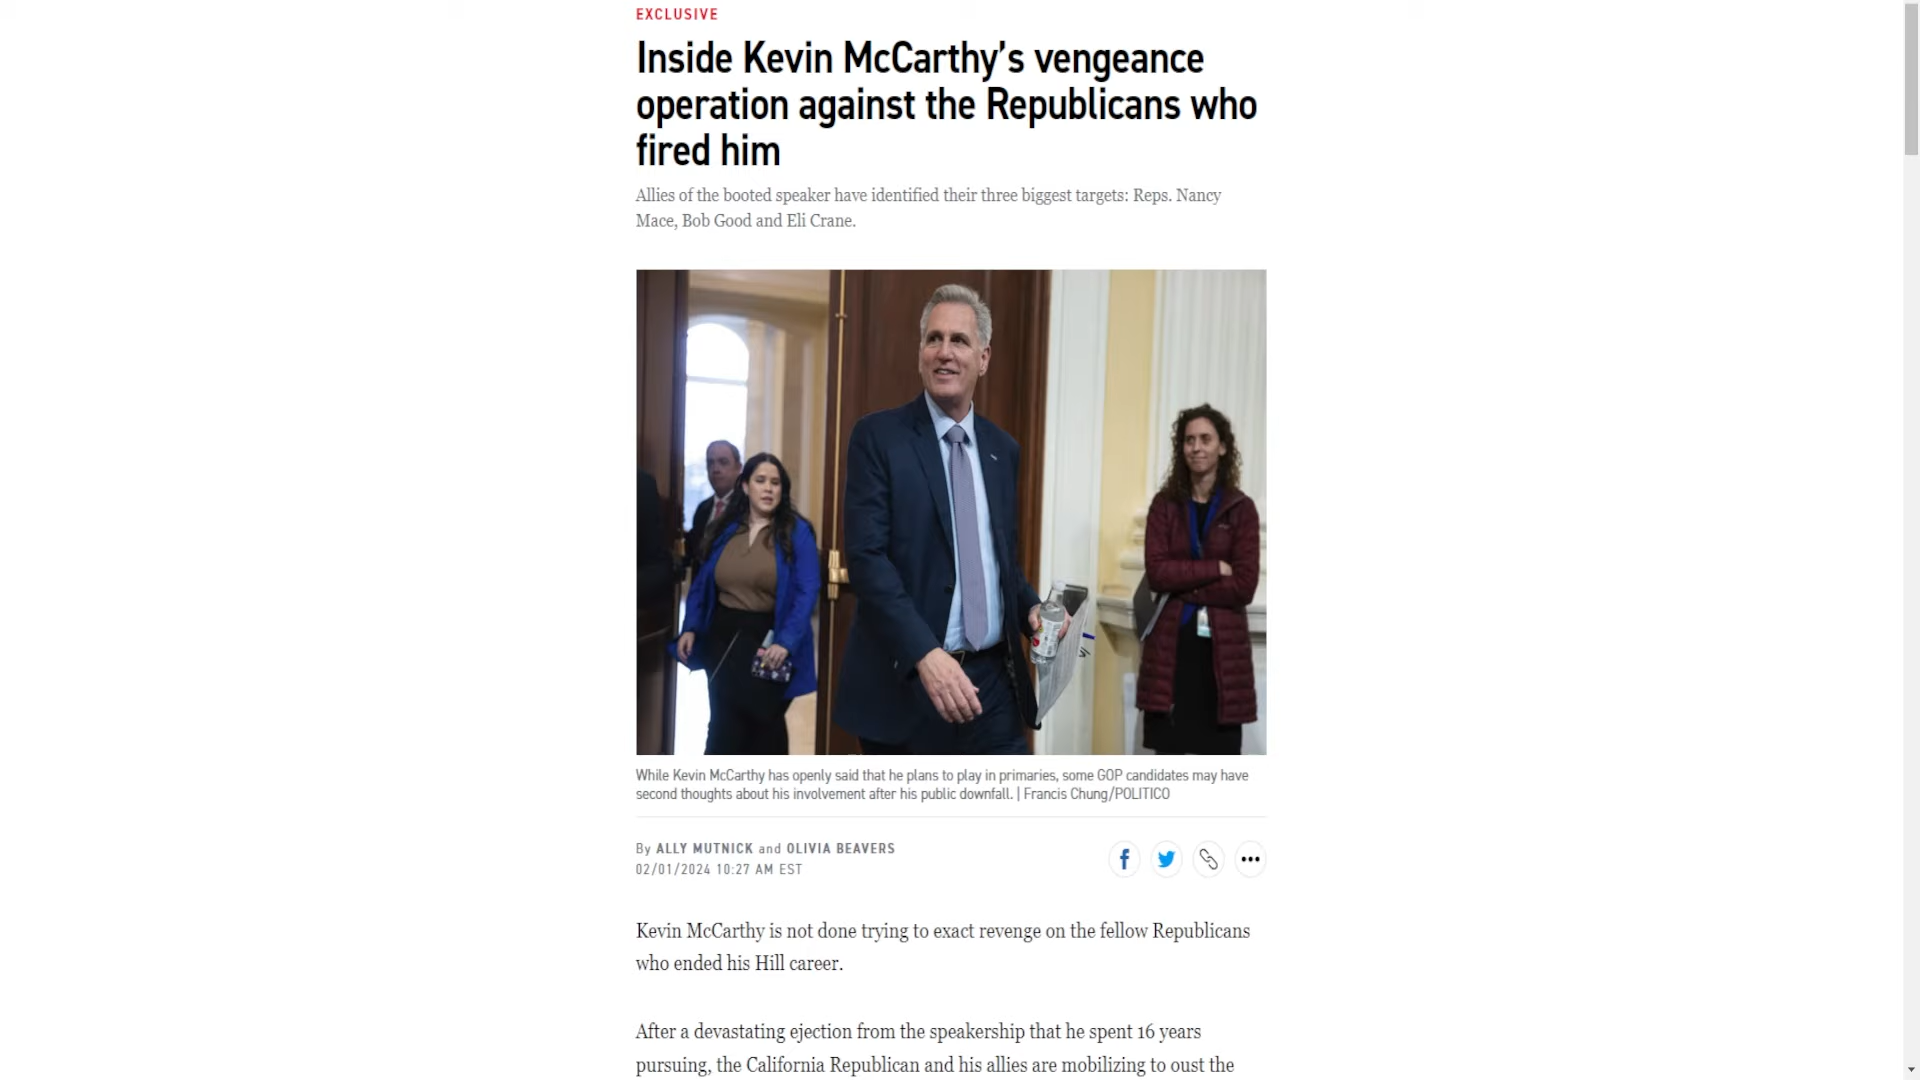 EXCLUSIVE
Inside Kevin McCarthy’s vengeance
operation against the Republicans who
fired him
Allies of the booted speaker have identified their three biggest targets: Reps. Nancy
Mace, Bob Good and Eli Crane.
While Kevin McCarthy has openly said that he plans to play in primaries, some GOP candidates may have
second thoughts about his involvement after his public downfall. | Francis Chung/POLITICO
By ALLY MUTNICK and OLIVIA BEAVERS
02/01/2024 10:27 AM EST
Kevin McCarthy is not done trying to exact revenge on the fellow Republicans
who ended his Hill career.
After a devastating ejection from the speakership that he spent 16 years
pursuing, the California Republican and his allies are mobilizing to oust the